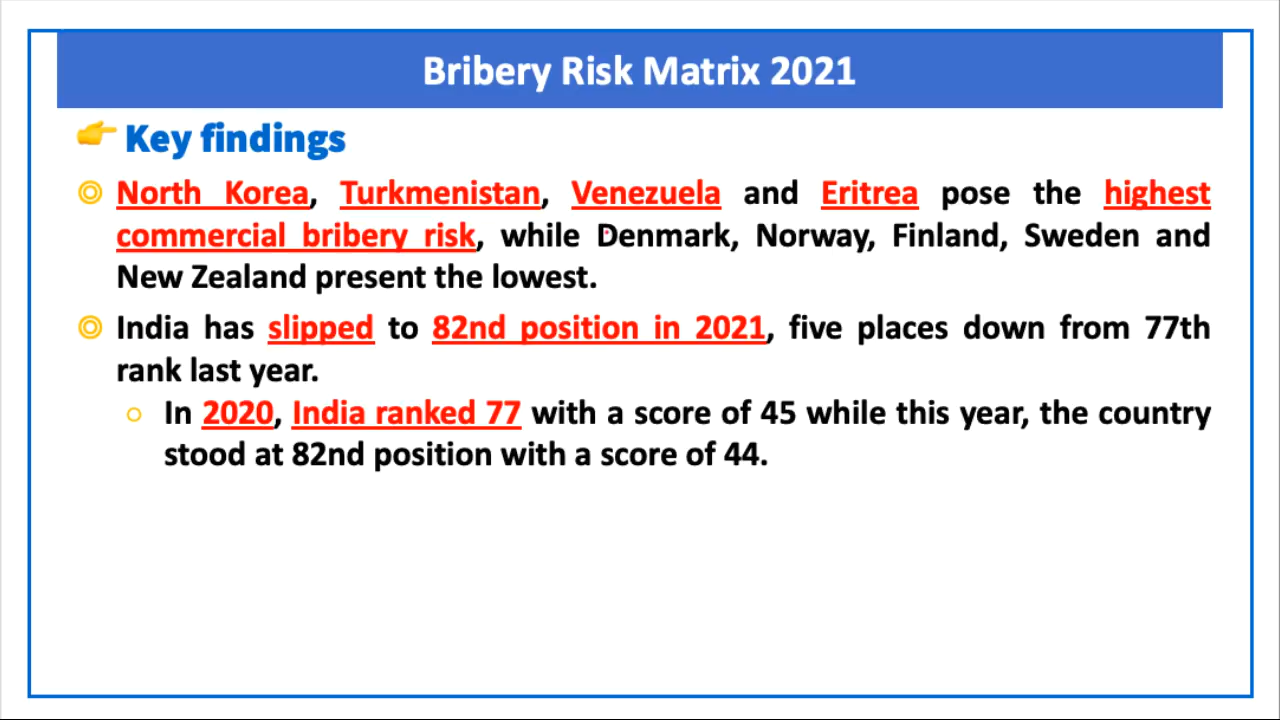 Bribery Risk Matrix 2021
Key findings
North Korea, Turkmenistan, Venezuela and Eritrea pose the highest
commercial bribery risk, while Denmark, Norway, Finland, Sweden and
New Zealand present the lowest.
India has slipped to 82nd position in 2021, five places down from 77th
rank last year.
In 2020, India ranked 77 with a score of 45 while this year, the country
stood at 82nd position with a score of 44.